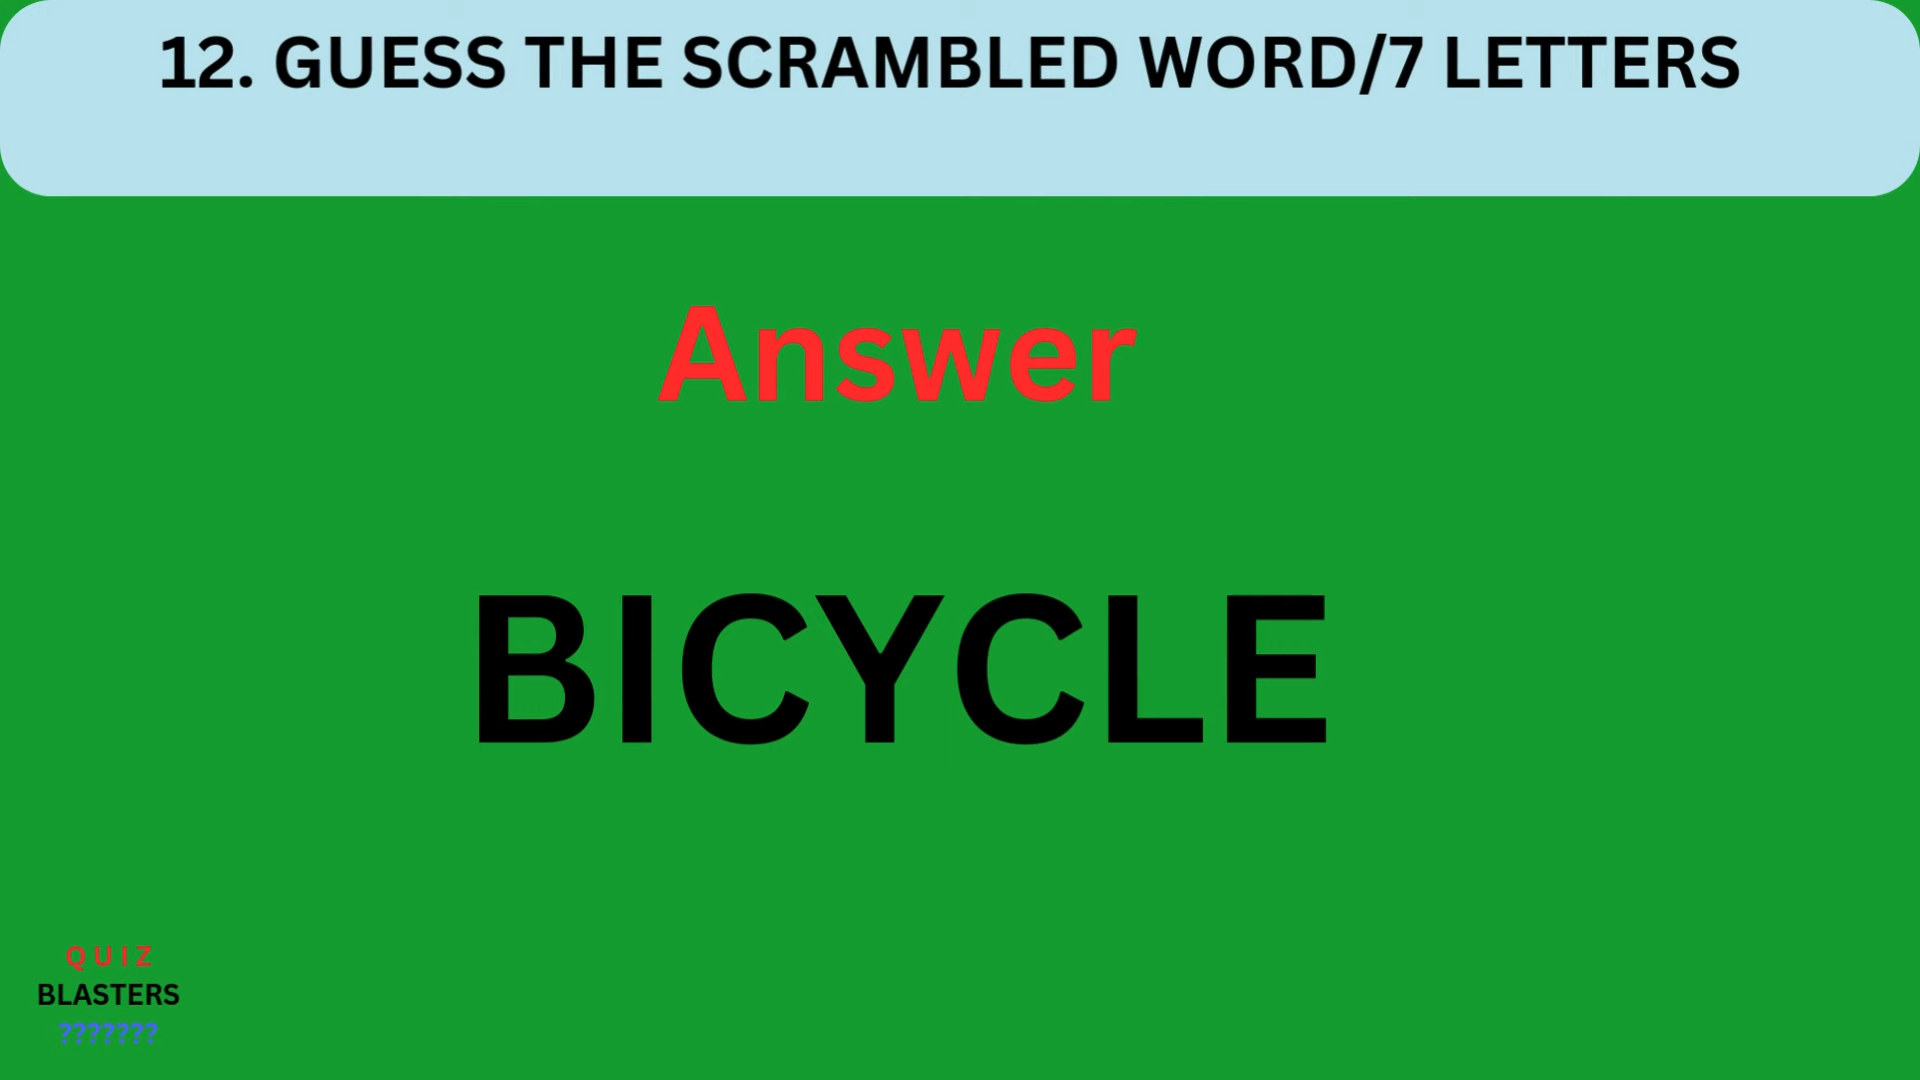 12. GUESS THE SCRAMBLED WORD/7 LETTERS
Answer
BICYCLE
QUIZ
BLASTERS
???????